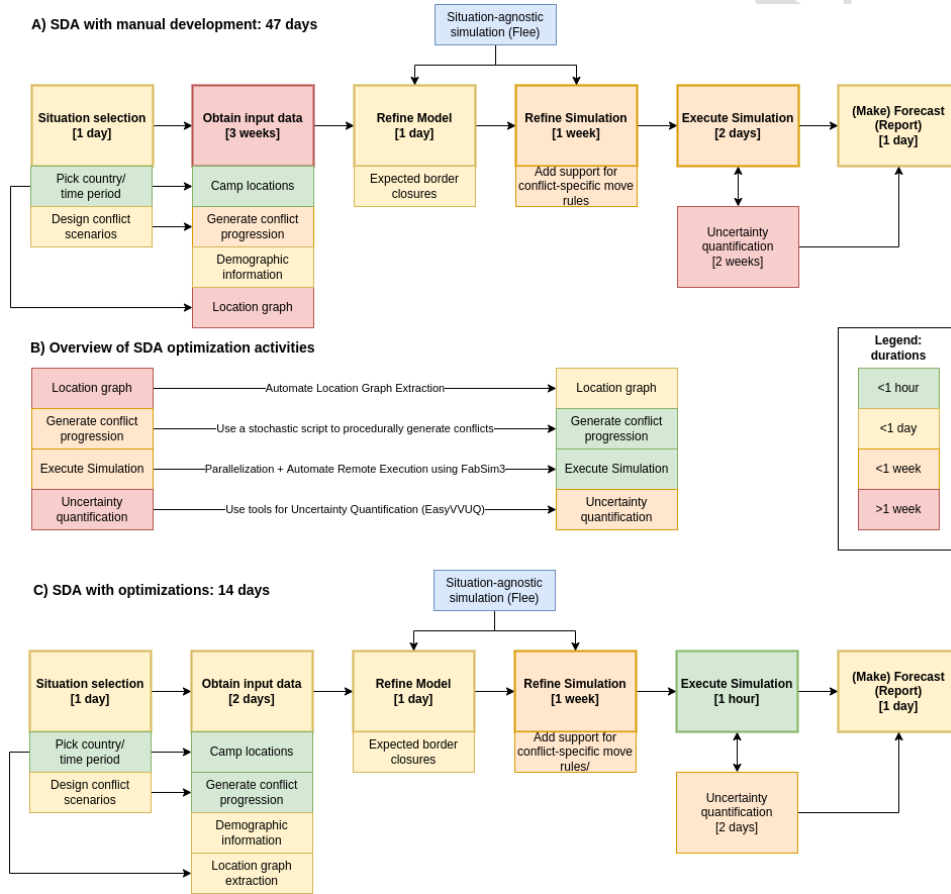 A) SDA with manual development: 47 days
Situation-agnostic
simulation (Flee)
Situation selection
[1 day]
Obtain input data
[3 weeks]
Refine Model
[1 day]
Refine Simulation
[1 week]
Execute Simulation
[2 days]
(Make) Forecast
(Report)
[1 day]
Pick country/
time period
Camp locations
Expected border
closures
Add support for
conflict-specific move
rules
Design conflict
scenarios
Generate conflict
progression
Uncertainty
quantification
[2 weeks]
Demographic
information
Location graph
B) Overview of SDA optimization activities
Location graph
Automate Location Graph Extraction
Location graph
Generate conflict
progression
Use a stochastic script to procedurally generate conflicts
Generate conflict
progression
Execute Simulation
Parallelization + Automate Remote Execution using FabSim3
Execute Simulation
Uncertainty
quantification
Use tools for Uncertainty Quantification (EasyVVUQ)
Uncertainty
quantification
Legend:
durations
<1 hour
<1 day
<1 week
>1 week
C) SDA with optimizations: 14 days
Situation-agnostic
simulation (Flee)
Situation selection
[1 day]
Obtain input data
[2 days]
Refine Model
[1 day]
Refine Simulation
[1 week]
Execute Simulation
[1 hour]
(Make) Forecast
(Report)
[1 day]
Pick country/
time period
Camp locations
Expected border
closures
Add support for
conflict-specific move
rules/
Design conflict
scenarios
Generate conflict
progression
Uncertainty
quantification
[2 days]
Demographic
information
Location graph
extraction